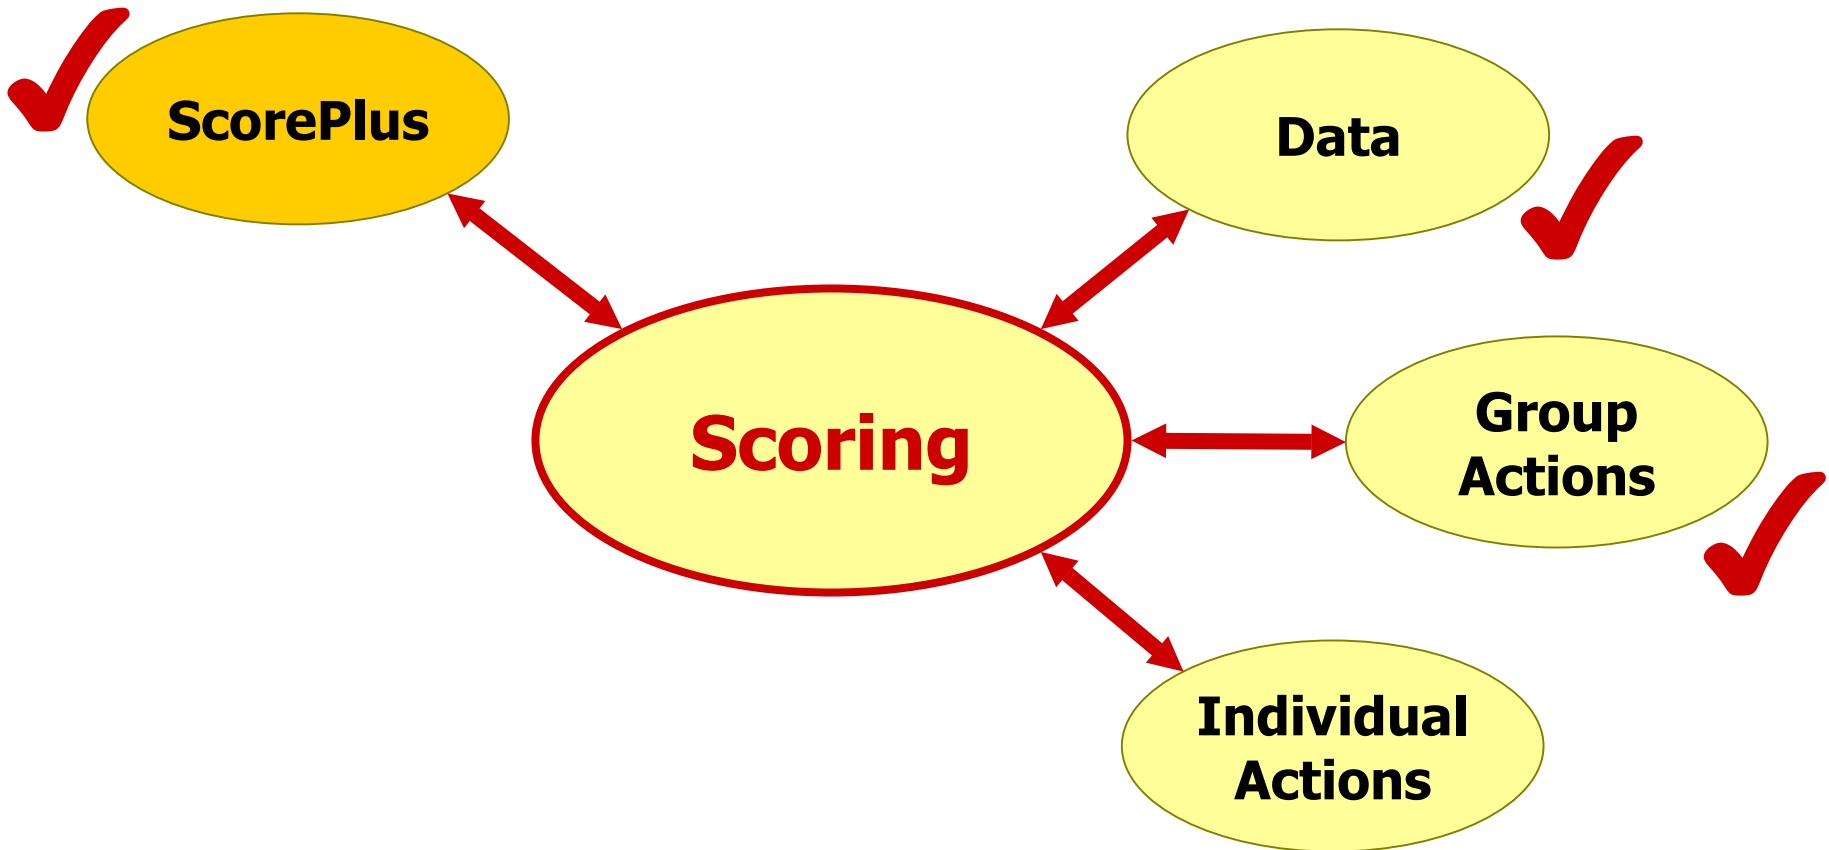 ScorePlus
Data
Scoring
Group
Actions
Individual
Actions